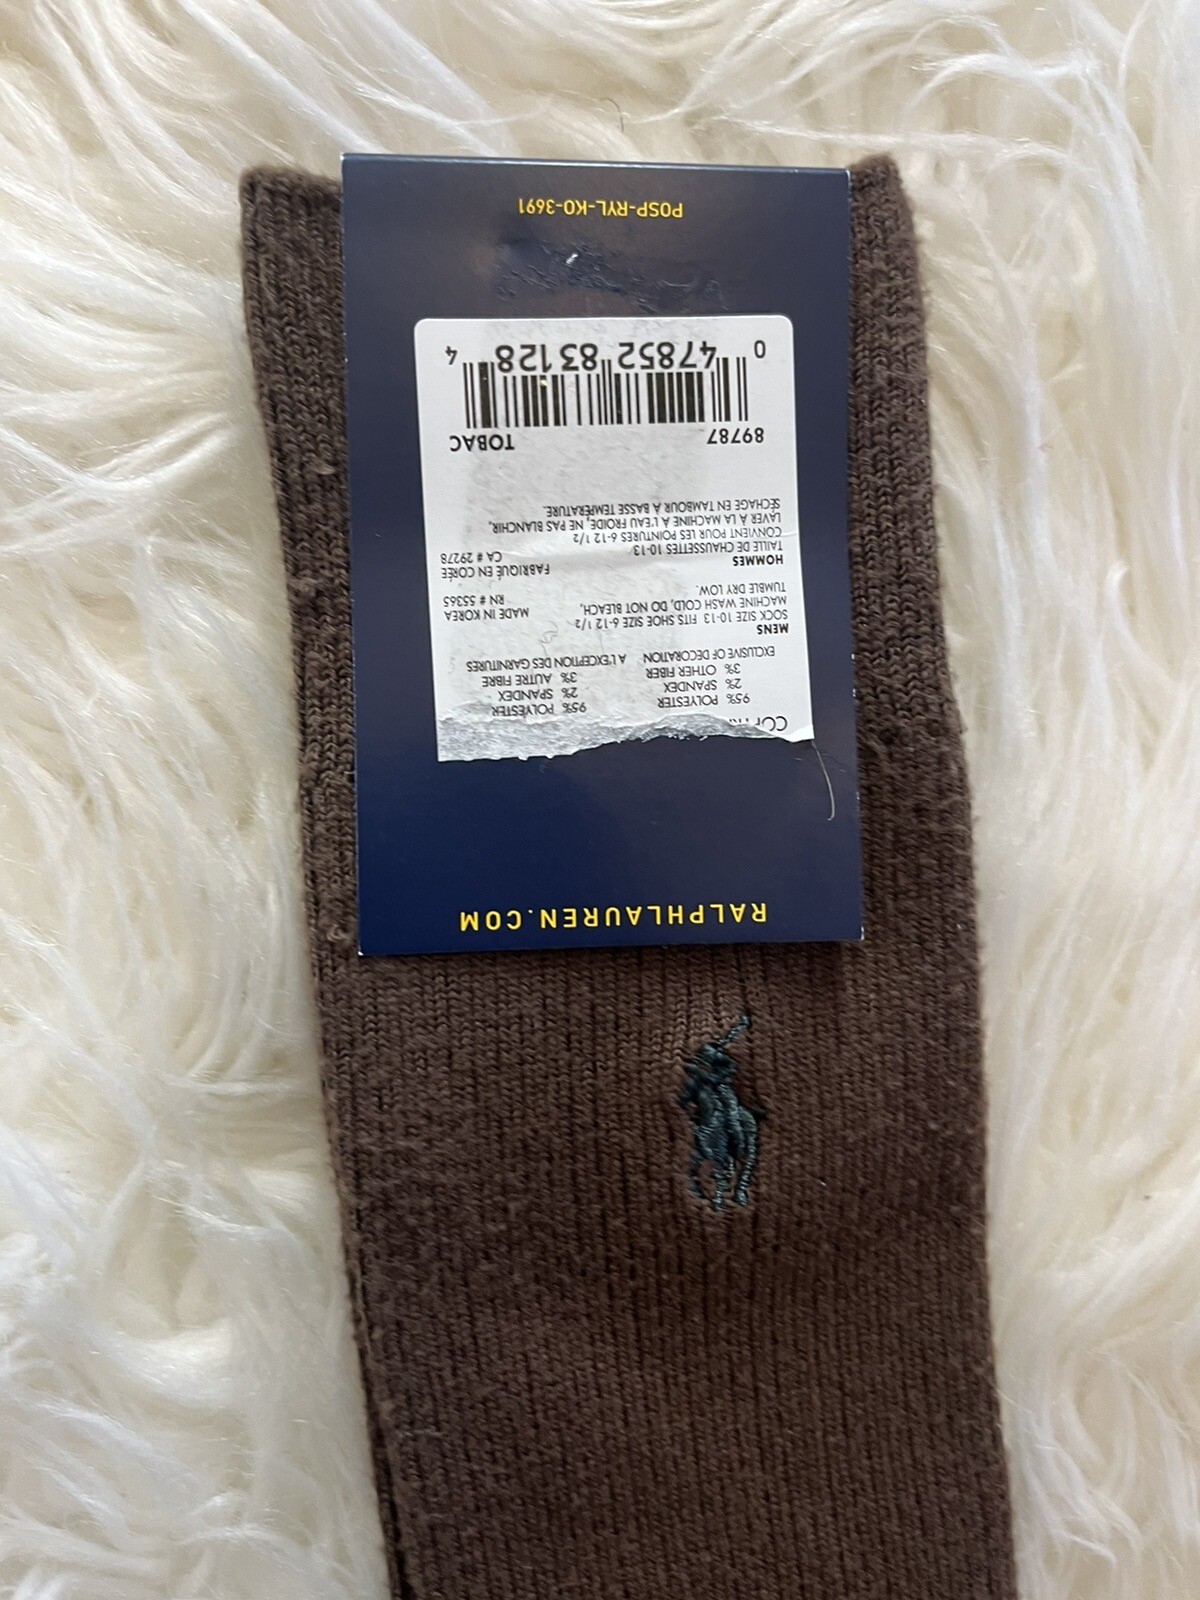 RALPHLAUREN.COM
95% POLYESTER 95% POLYESTER
2% SPANDEX 2% SPANDEX
3% OTHER FIBER 3% AUTRE FIBRE
EXCLUSIVE OF DECORATION A L'EXCEPTION DES GARNITURES
MENS
SOCK SIZE 10-13 FITS SHOE SIZE 6-12 1/2
MACHINE WASH COLD, DO NOT BLEACH,
TUMBLE DRY LOW.
MADE IN KOREA
RN # 55365
HOMMES
TAILLE DE CHAUSSETTES 10-13
CONVIENT POUR LES POINTURES 6-12 1/2
LAVER À LA MACHINE À L'EAU FROIDE, NE PAS BLANCHIR,
SÉCHAGE EN TAMBOUR À BASSE TEMPÉRATURE.
FABRIQUÉ EN CORÉE
CA # 29278
89787 TOBAC
0 47852 83128 4
POSP-RYL-KO-3691